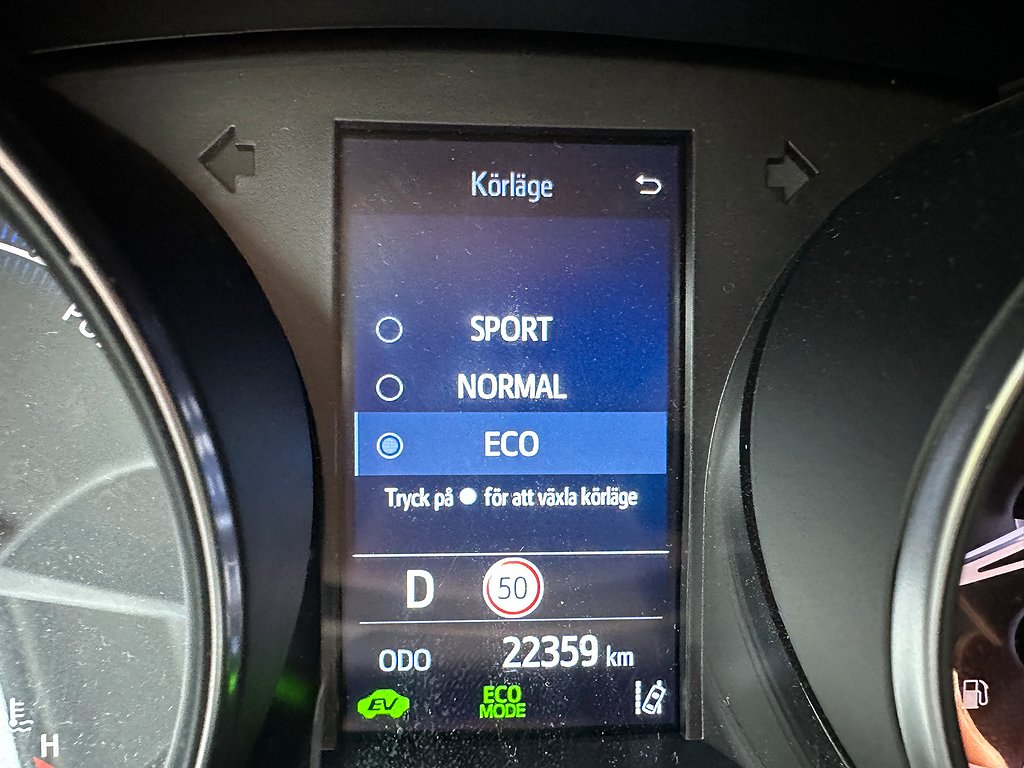 Körläge
SPORT
NORMAL
ECO
Tryck på för att växla körläge
D 50
ODO 22359 km
EV ECO MODE
H